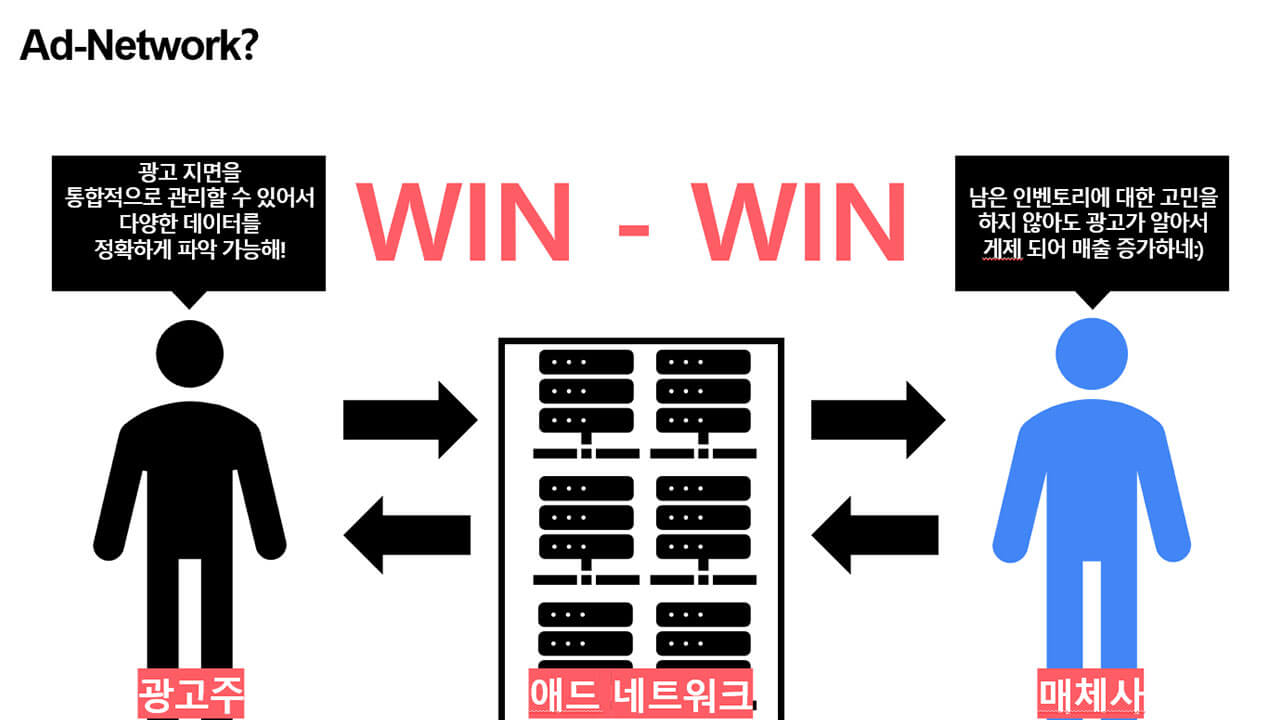 Ad-Network?
광고 지면을
통합적으로 관리할 수 있어서
다양한 데이터를
정확하게 파악 가능해!
WIN - WIN
남은 인벤토리에 대한 고민을
하지 않아도 광고가 알아서
게제 되어 매출 증가하네:)
광고주
애드 네트워크
매체사